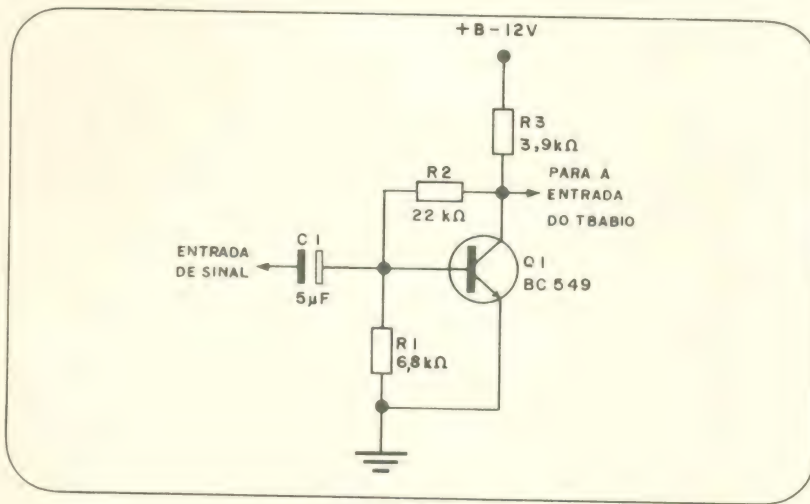 +B-12V
R3
3,9kΩ
R2
22 kΩ
PARA A
ENTRADA
DO TBABIO
C1
ENTRADA
DE SINAL
5µF
Q1
BC 549
R1
6,8kΩ